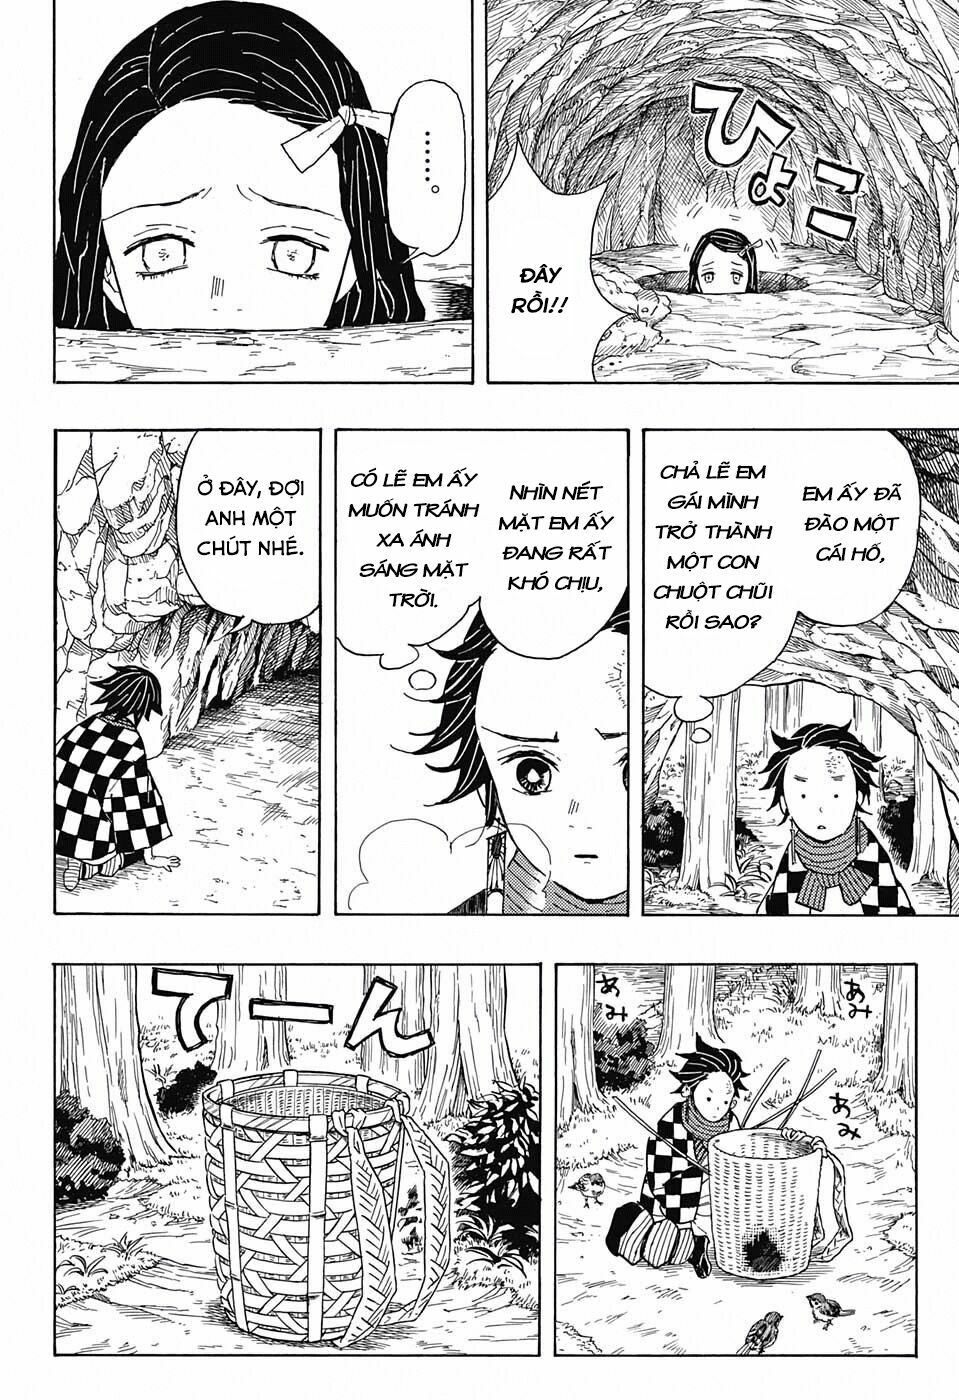 ひょこ
ĐÂY
RỒI!!
.......
EM ẤY ĐÃ
ĐÀO MỘT
CÁI HỐ,
CHẢ LẼ EM
GÁI MÌNH
TRỞ THÀNH
MỘT CON
CHUỘT CHŨI
RỒI SAO?
NHÌN NÉT
MẶT EM ẤY
ĐANG RẤT
KHÓ CHỊU,
CÓ LẼ EM ẤY
MUỐN TRÁNH
XA ÁNH
SÁNG MẶT
TRỜI.
Ở ĐÂY, ĐỢI
ANH MỘT
CHÚT NHÉ.
あみ
あみ
あみ
てーん